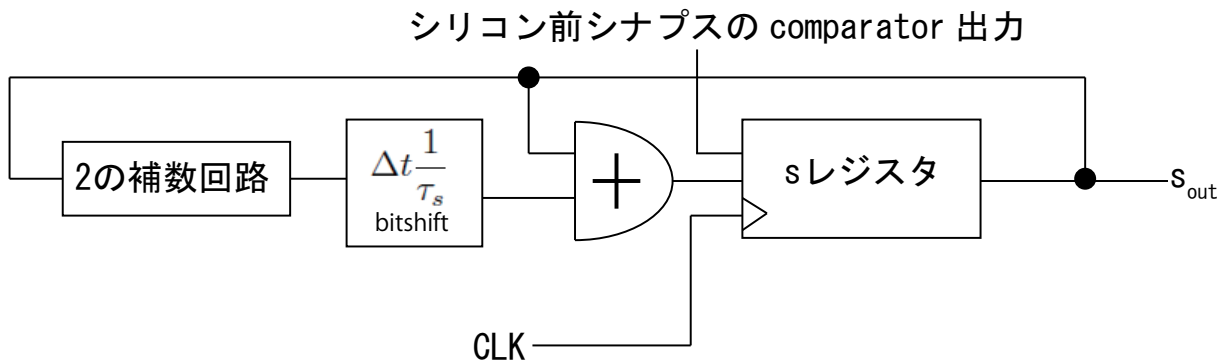 シリコン前シナプスの comparator 出力
2の補数回路
Δt 1/τs
bitshift
+
sレジスタ
Sout
CLK